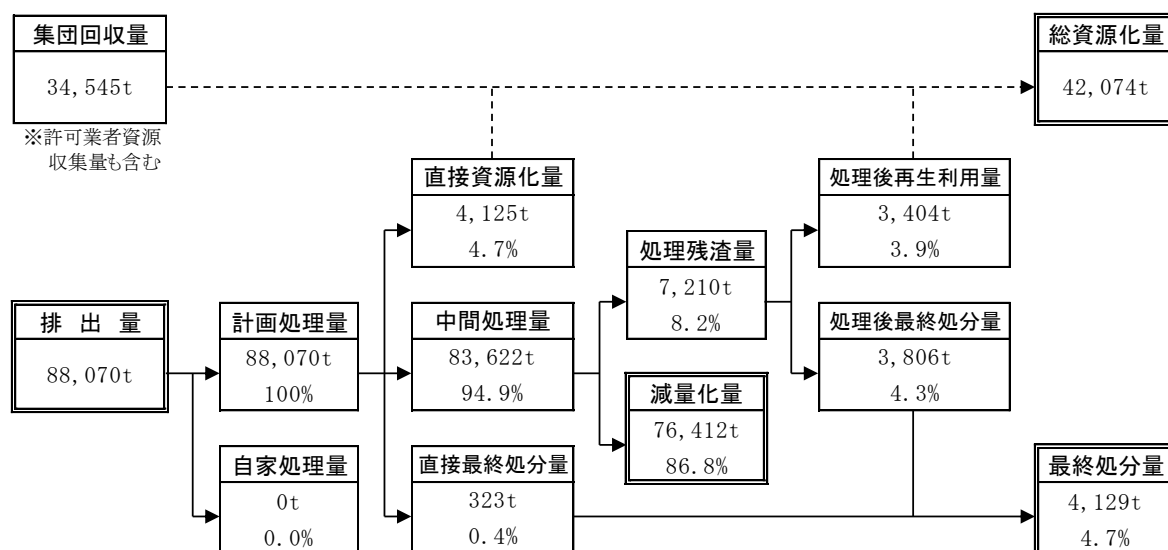 集団回収量
34,545t
※許可業者資源
収集量も含む
総資源化量
42,074t
直接資源化量
4,125t
4.7%
処理後再生利用量
3,404t
3.9%
処理残渣量
7,210t
8.2%
排出量
88,070t
計画処理量
88,070t
100%
中間処理量
83,622t
94.9%
処理後最終処分量
3,806t
4.3%
減量化量
76,412t
86.8%
自家処理量
0t
0.0%
直接最終処分量
323t
0.4%
最終処分量
4,129t
4.7%